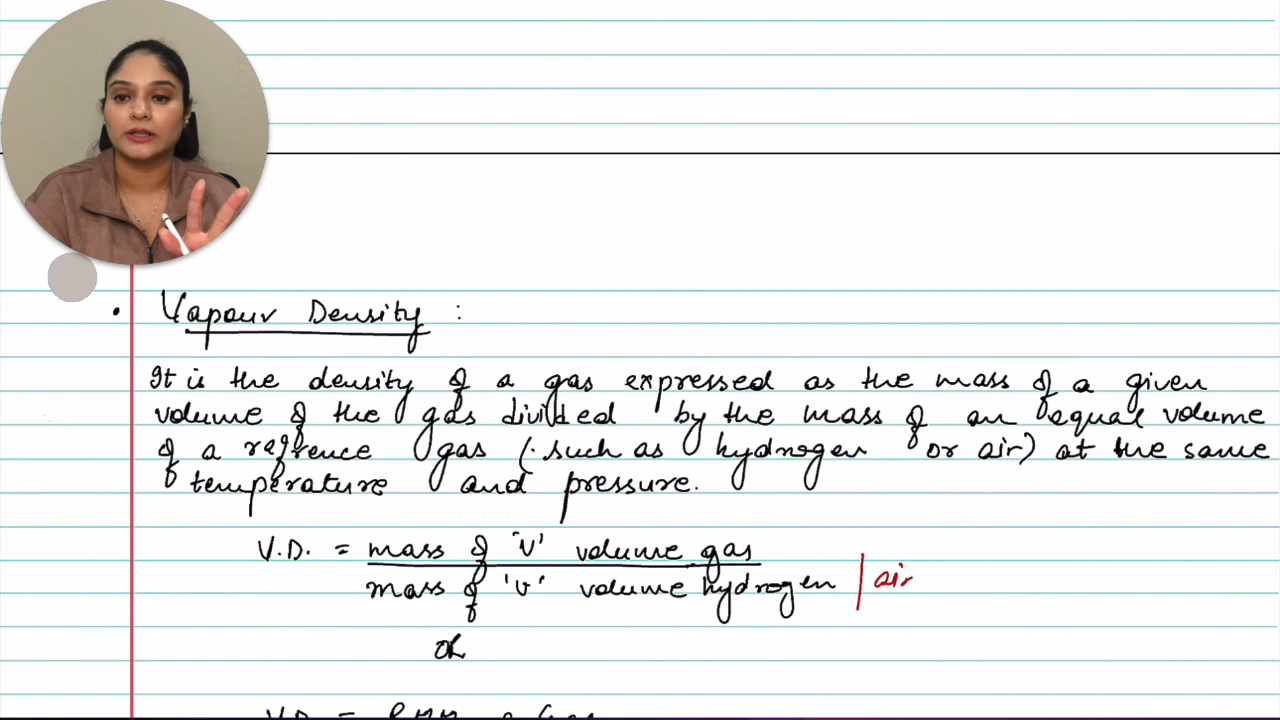 • Vapour Density :
It is the density of a gas expressed as the mass of a given
volume of the gas divided by the mass of an equal volume
of a refrence gas (such as hydrogen or air) at the same
temperature and pressure.
V.D. = mass of 'V' volume gas
mass of 'v' volume hydrogen | air
OR
V.D. =